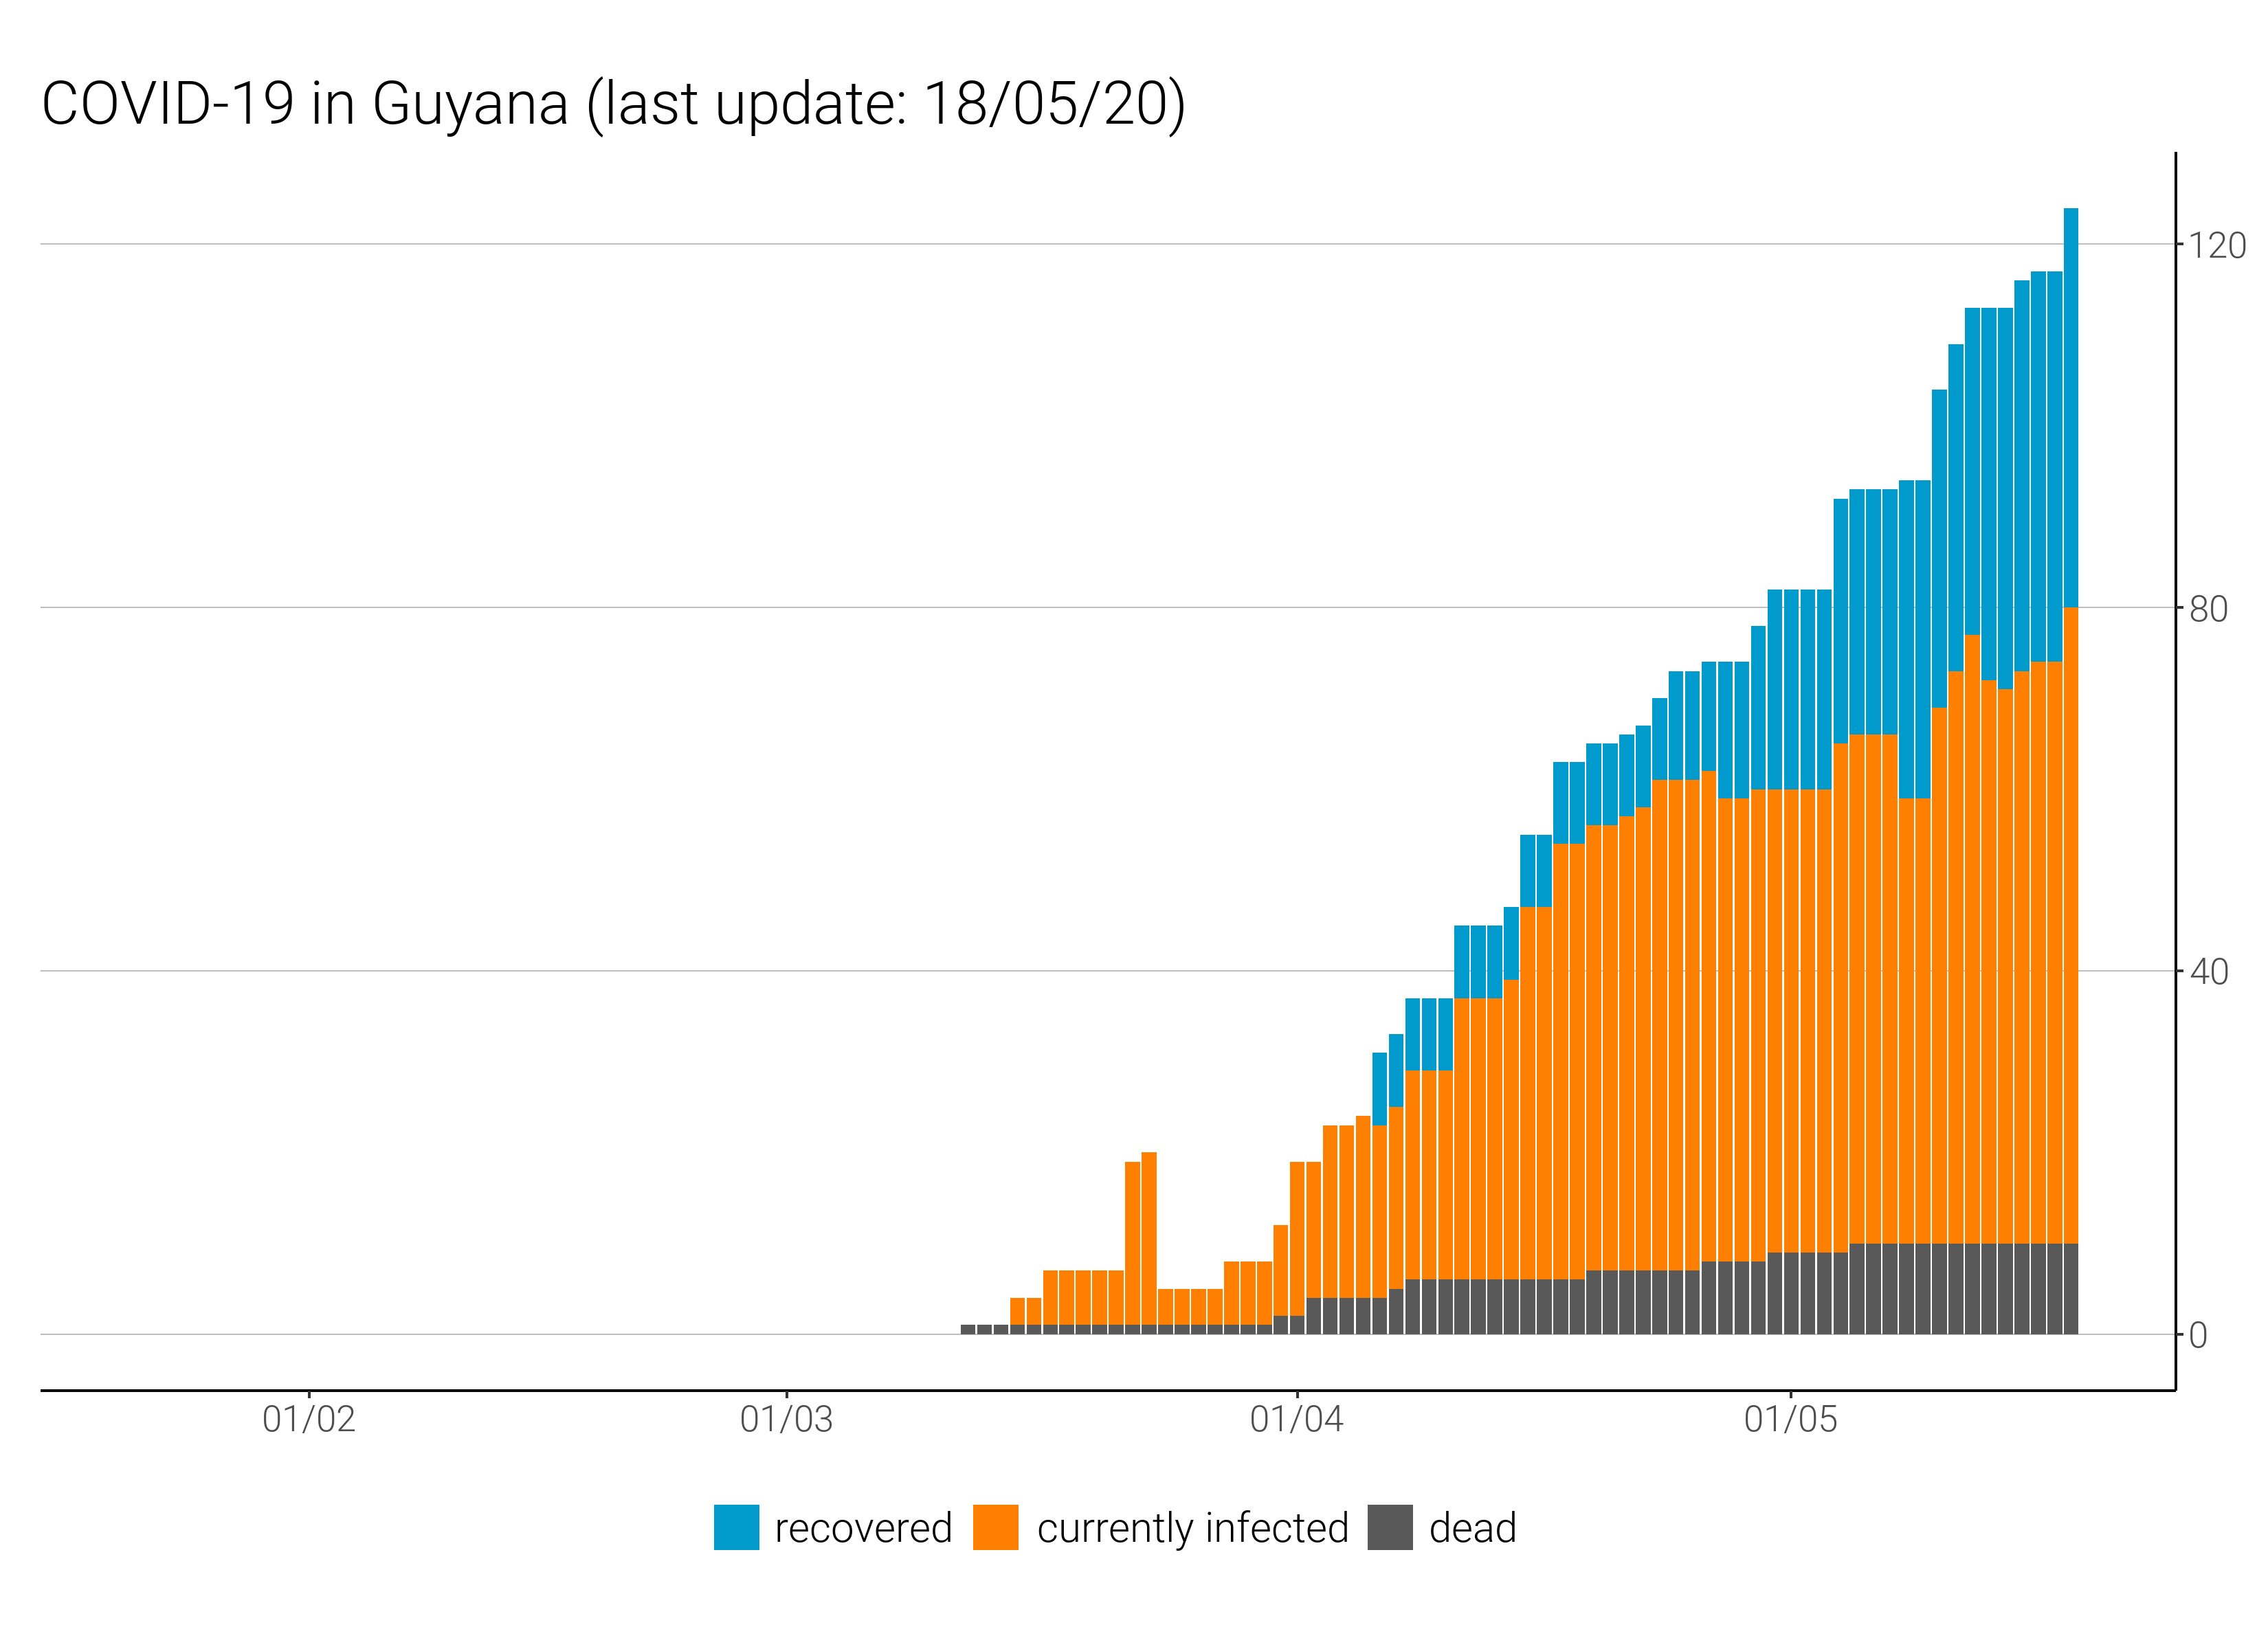 COVID-19 in Guyana (last update: 18/05/20)
120
80
40
0
01/02 01/03 01/04 01/05
recovered currently infected dead